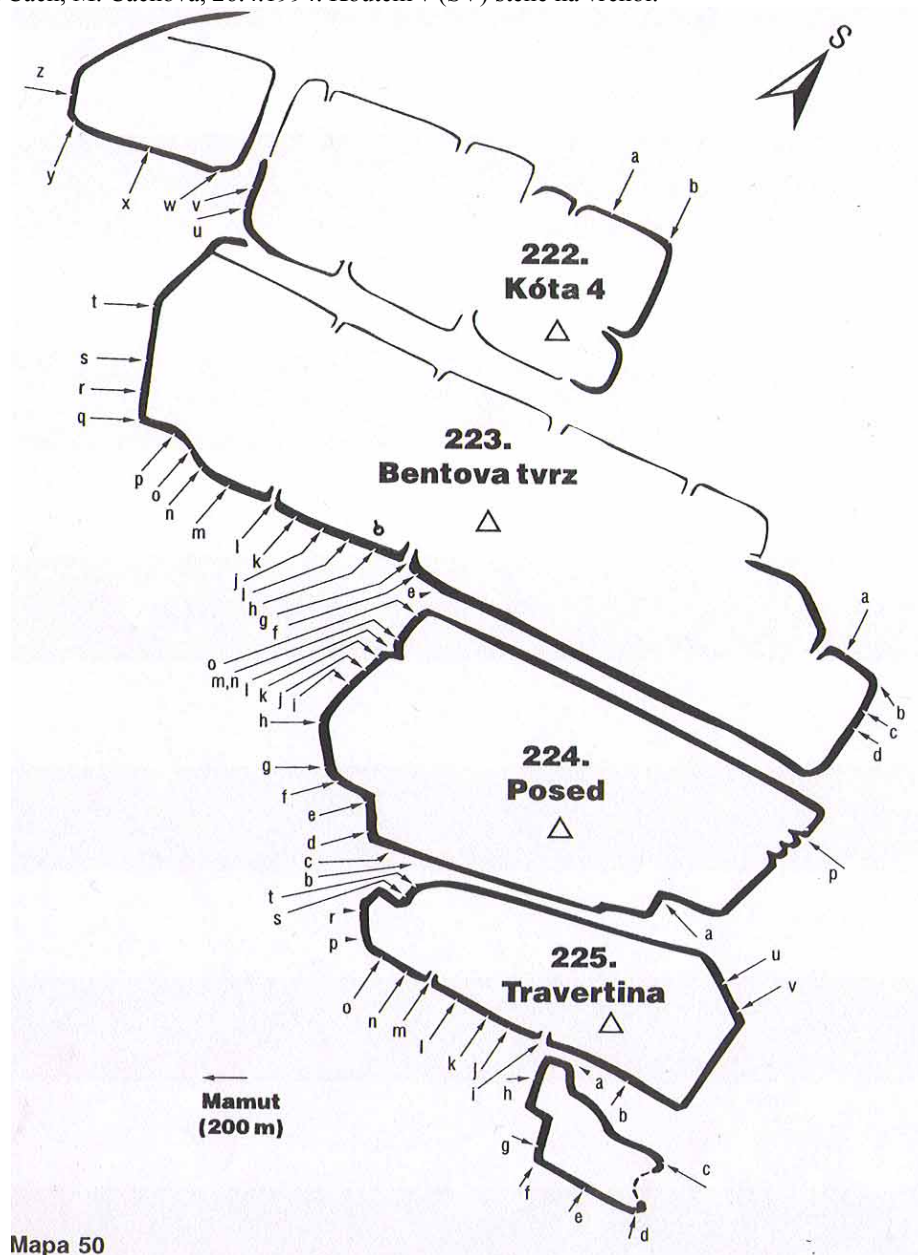 S
z
a
b
y
x
w
v
u
222.
Kóta 4
t
s
r
q
223.
Bentova tvrz
p
o
n
m
l
k
j
i
h
g
f
e
a
b
c
d
o
m,n
l
k
j
i
h
g
f
e
d
c
b
t
s
224.
Posed
p
a
r
p
o
n
m
l
k
j
i
225.
Travertina
u
v
a
b
h
g
f
e
d
c
Mamut
(200 m)
Mapa 50